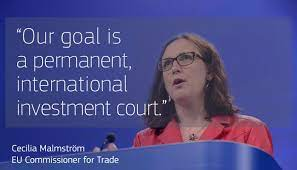 “Our goal is
a permanent,
international
investment court.”
Cecilia Malmström
EU Commissioner for Trade